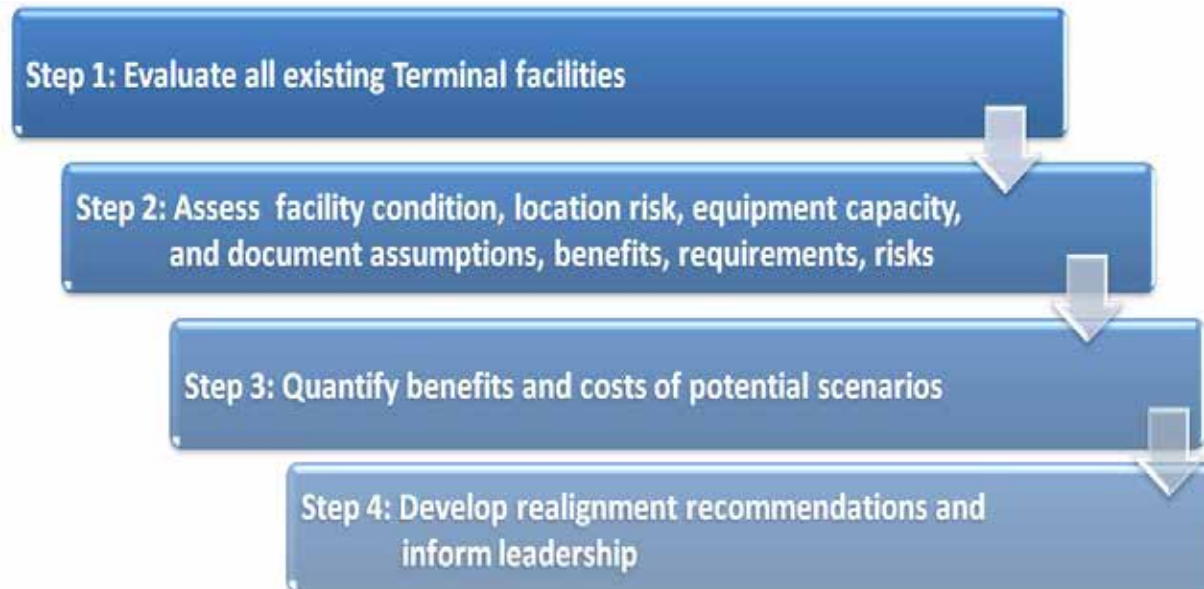 Step 1: Evaluate all existing Terminal facilities
Step 2: Assess facility condition, location risk, equipment capacity,
and document assumptions, benefits, requirements, risks
Step 3: Quantify benefits and costs of potential scenarios
Step 4: Develop realignment recommendations and
inform leadership